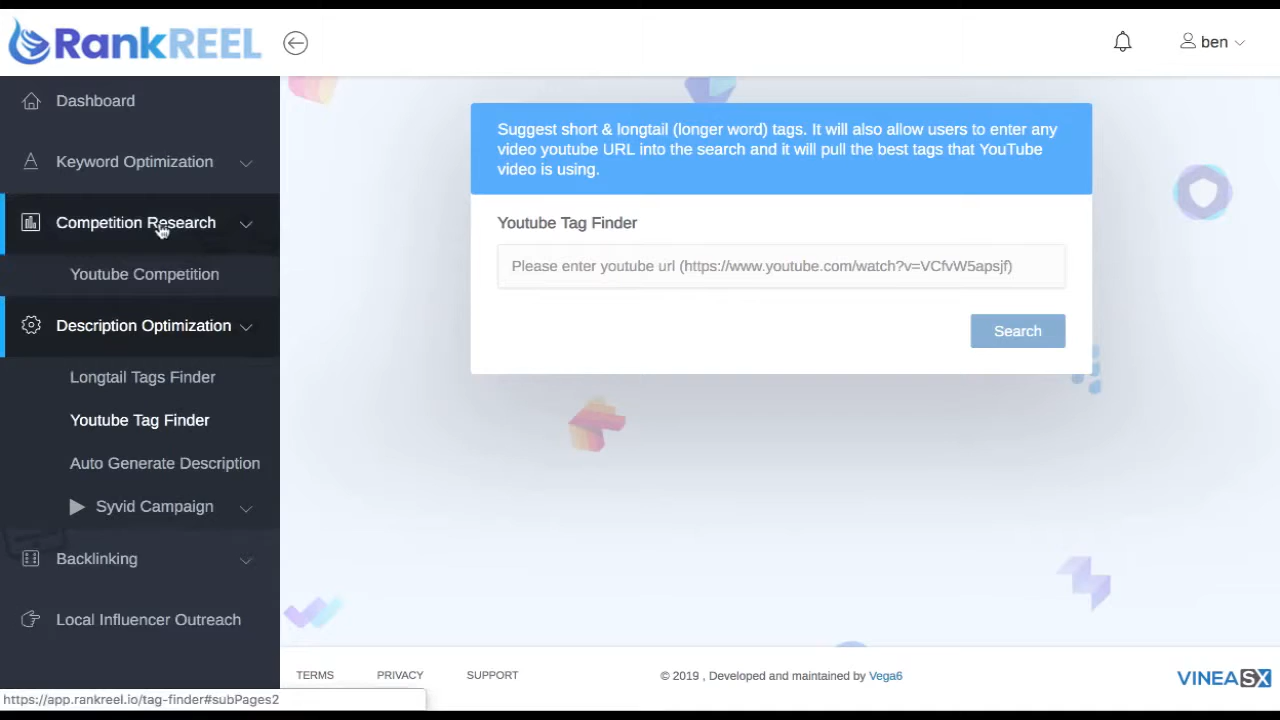 RankREEL
ben
Dashboard
Keyword Optimization
Competition Research
Youtube Competition
Description Optimization
Longtail Tags Finder
Youtube Tag Finder
Auto Generate Description
Syvid Campaign
Backlinking
Local Influencer Outreach
Suggest short & longtail (longer word) tags. It will also allow users to enter any
video youtube URL into the search and it will pull the best tags that YouTube
video is using.
Youtube Tag Finder
Please enter youtube url (https://www.youtube.com/watch?v=VCfvW5apsjf)
Search
TERMS PRIVACY SUPPORT © 2019 , Developed and maintained by Vega6 VINEASX
https://app.rankreel.io/tag-finder#subPages2